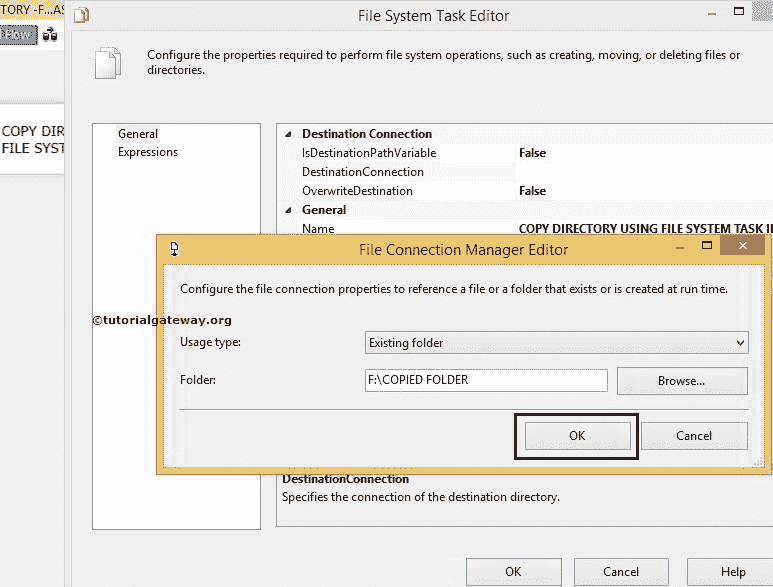 TORY -F...AS
File System Task Editor
Flow
Configure the properties required to perform file system operations, such as creating, moving, or deleting files or
directories.
COPY DIR
FILE SYST
General
Expressions
Destination Connection
IsDestinationPathVariable False
DestinationConnection
OverwriteDestination False
General
Name COPY DIRECTORY USING FILE SYSTEM TASK I
File Connection Manager Editor
Configure the file connection properties to reference a file or a folder that exists or is created at run time.
©tutorialgateway.org
Usage type: Existing folder
Folder: F:\COPIED FOLDER Browse...
OK Cancel
DestinationConnection
Specifies the connection of the destination directory.
OK Cancel Help